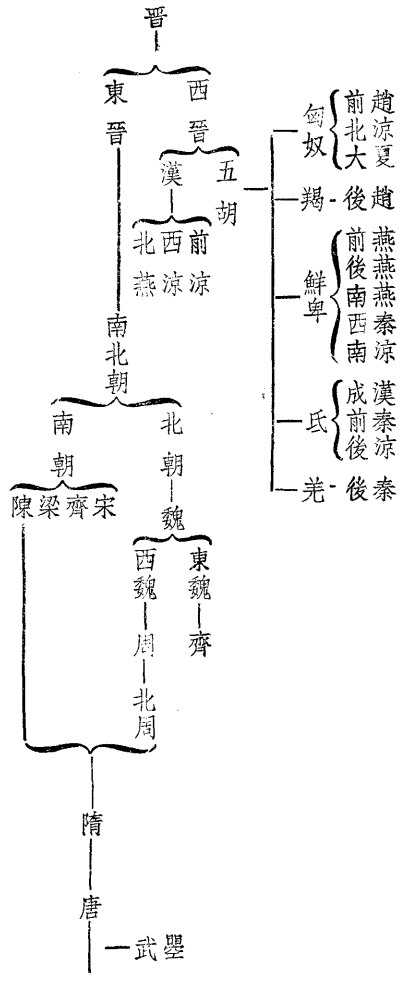 晉
西晉
東晉
五胡
漢
匈奴
前趙
北涼
大夏
羯-後趙
鮮卑
前燕
後燕
南燕
西秦
南涼
氐
成漢
前秦
後涼
羌-後秦
前涼
西涼
北燕
南北朝
北朝
南朝
宋齊梁陳
魏
東魏
西魏
齊
周
北周
隋
唐
武曌